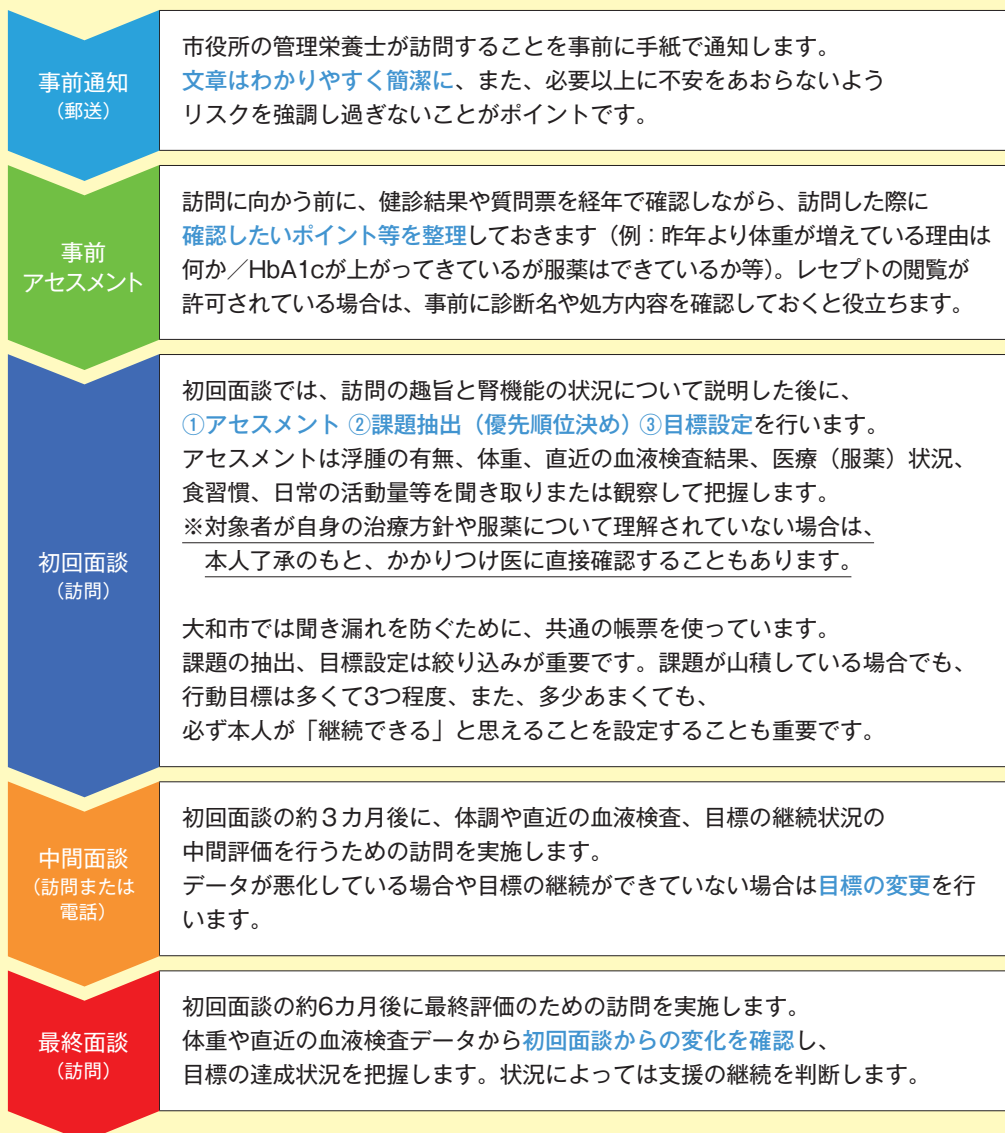 事前通知
（郵送）
市役所の管理栄養士が訪問することを事前に手紙で通知します。
文章はわかりやすく簡潔に、また、必要以上に不安をあおらないよう
リスクを強調し過ぎないことがポイントです。
事前
アセスメント
訪問に向かう前に、健診結果や質問票を経年で確認しながら、訪問した際に
確認したいポイント等を整理しておきます（例：昨年より体重が増えている理由は
何か／HbA1cが上がってきているが服薬はできているか等）。レセプトの閲覧が
許可されている場合は、事前に診断名や処方内容を確認しておくと役立ちます。
初回面談
（訪問）
初回面談では、訪問の趣旨と腎機能の状況について説明した後に、
①アセスメント ②課題抽出（優先順位決め）③目標設定を行います。
アセスメントは浮腫の有無、体重、直近の血液検査結果、医療（服薬）状況、
食習慣、日常の活動量等を聞き取りまたは観察して把握します。
※対象者が自身の治療方針や服薬について理解されていない場合は、
本人了承のもと、かかりつけ医に直接確認することもあります。
大和市では聞き漏れを防ぐために、共通の帳票を使っています。
課題の抽出、目標設定は絞り込みが重要です。課題が山積している場合でも、
行動目標は多くて3つ程度、また、多少あまくても、
必ず本人が「継続できる」と思えることを設定することも重要です。
中間面談
（訪問または
電話）
初回面談の約３カ月後に、体調や直近の血液検査、目標の継続状況の
中間評価を行うための訪問を実施します。
データが悪化している場合や目標の継続ができていない場合は目標の変更を行
います。
最終面談
（訪問）
初回面談の約6カ月後に最終評価のための訪問を実施します。
体重や直近の血液検査データから初回面談からの変化を確認し、
目標の達成状況を把握します。状況によっては支援の継続を判断します。